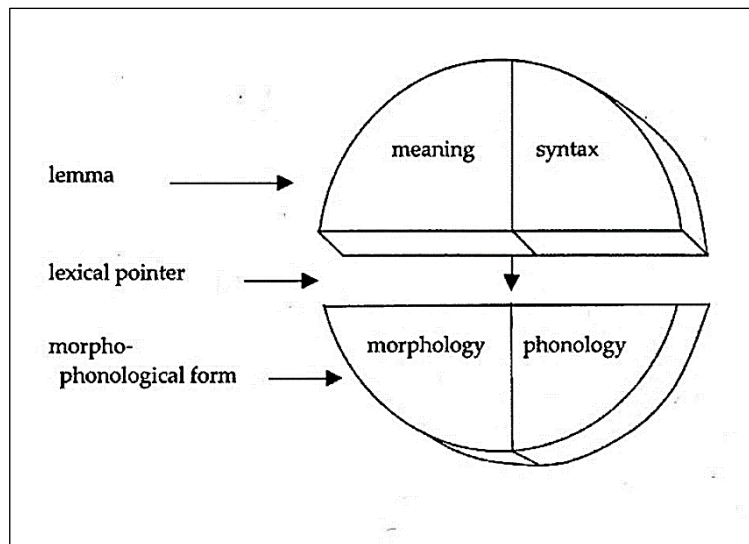 meaning
syntax
lemma
lexical pointer
morpho-
phonological form
morphology
phonology